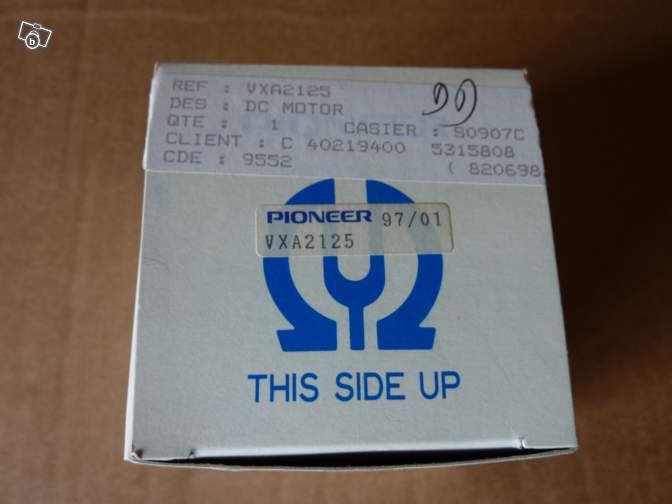 REF : VXA2125
DES : DC MOTOR
QTE : 1 CASIER : S0907C
CLIENT : C 40219400 5315808
CDE : 9552 ( 820698
PIONEER 97/01
VXA2125
THIS SIDE UP